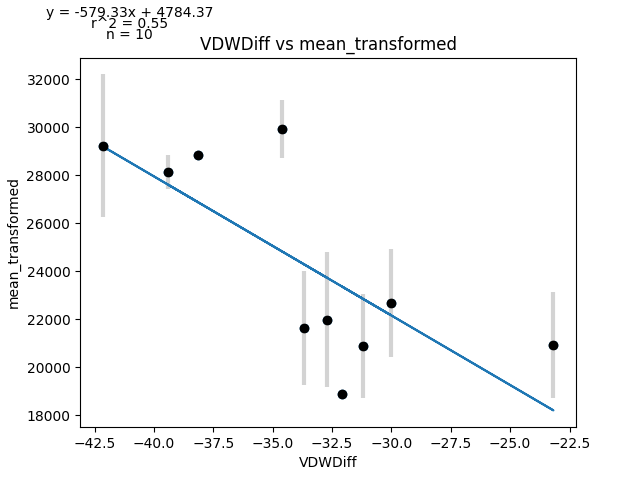 y = -579.33x + 4784.37
r^2 = 0.55
n = 10
VDWDiff vs mean_transformed
32000
30000
28000
26000
24000
22000
20000
18000
mean_transformed
−42.5 −40.0 −37.5 −35.0 −32.5 −30.0 −27.5 −25.0 −22.5
VDWDiff